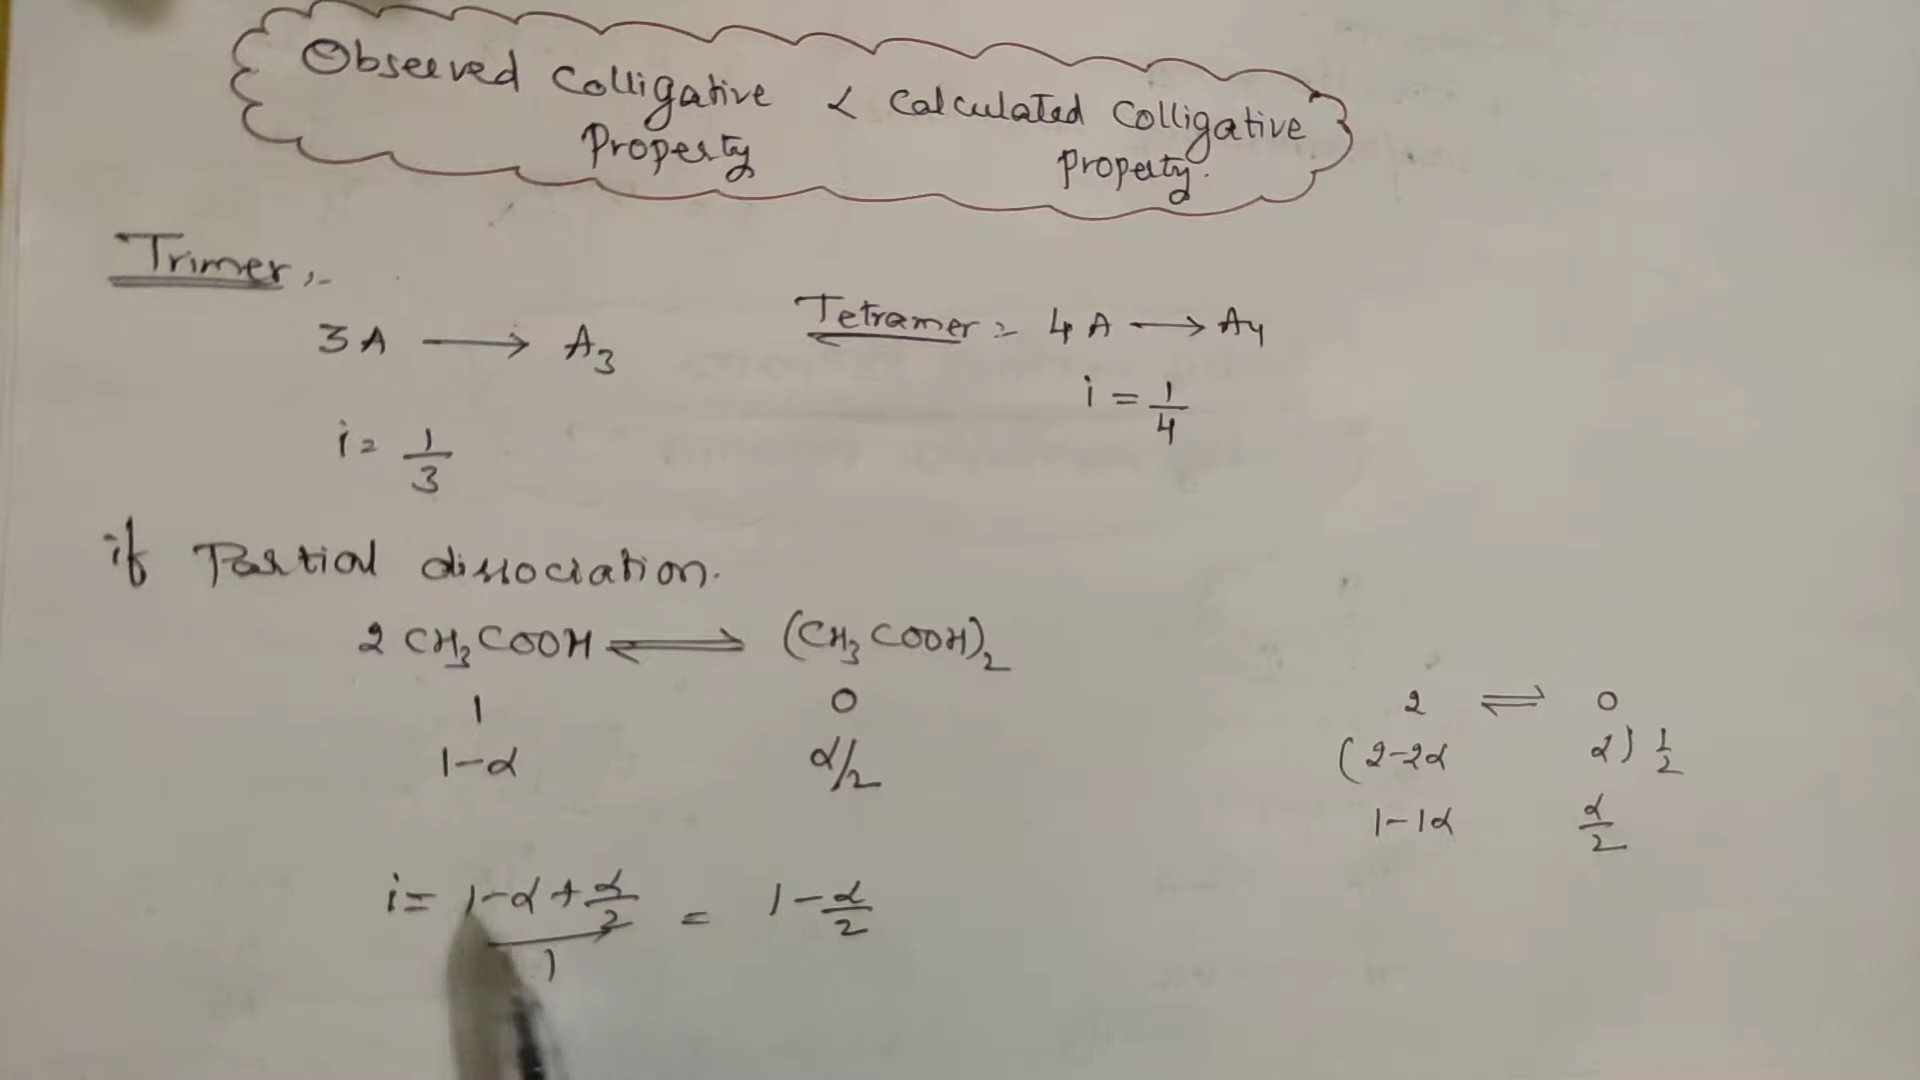 Observed Colligative < Calculated Colligative
Property property.
Trimer:-
3A ⟶ A₃
i = 1/3
Tetramer:- 4A ⟶ A₄
i = 1/4
if Partial dissociation.
2 CH₃COOH ⇌ (CH₃COOH)₂
1 0
1-α α/2
i = (1-α+α/2)/1 = 1-α/2
2 ⇌ 0
(2-2α α) 1/2
1-1α α/2